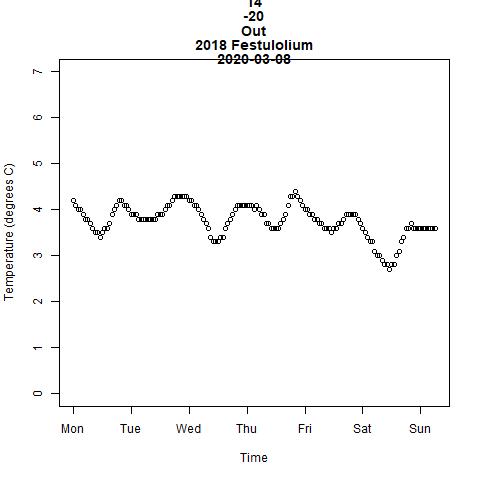 14
-20
Out
2018 Festulolium
2020-03-08
Temperature (degrees C)
7
6
5
4
3
2
1
0
Mon Tue Wed Thu Fri Sat Sun
Time